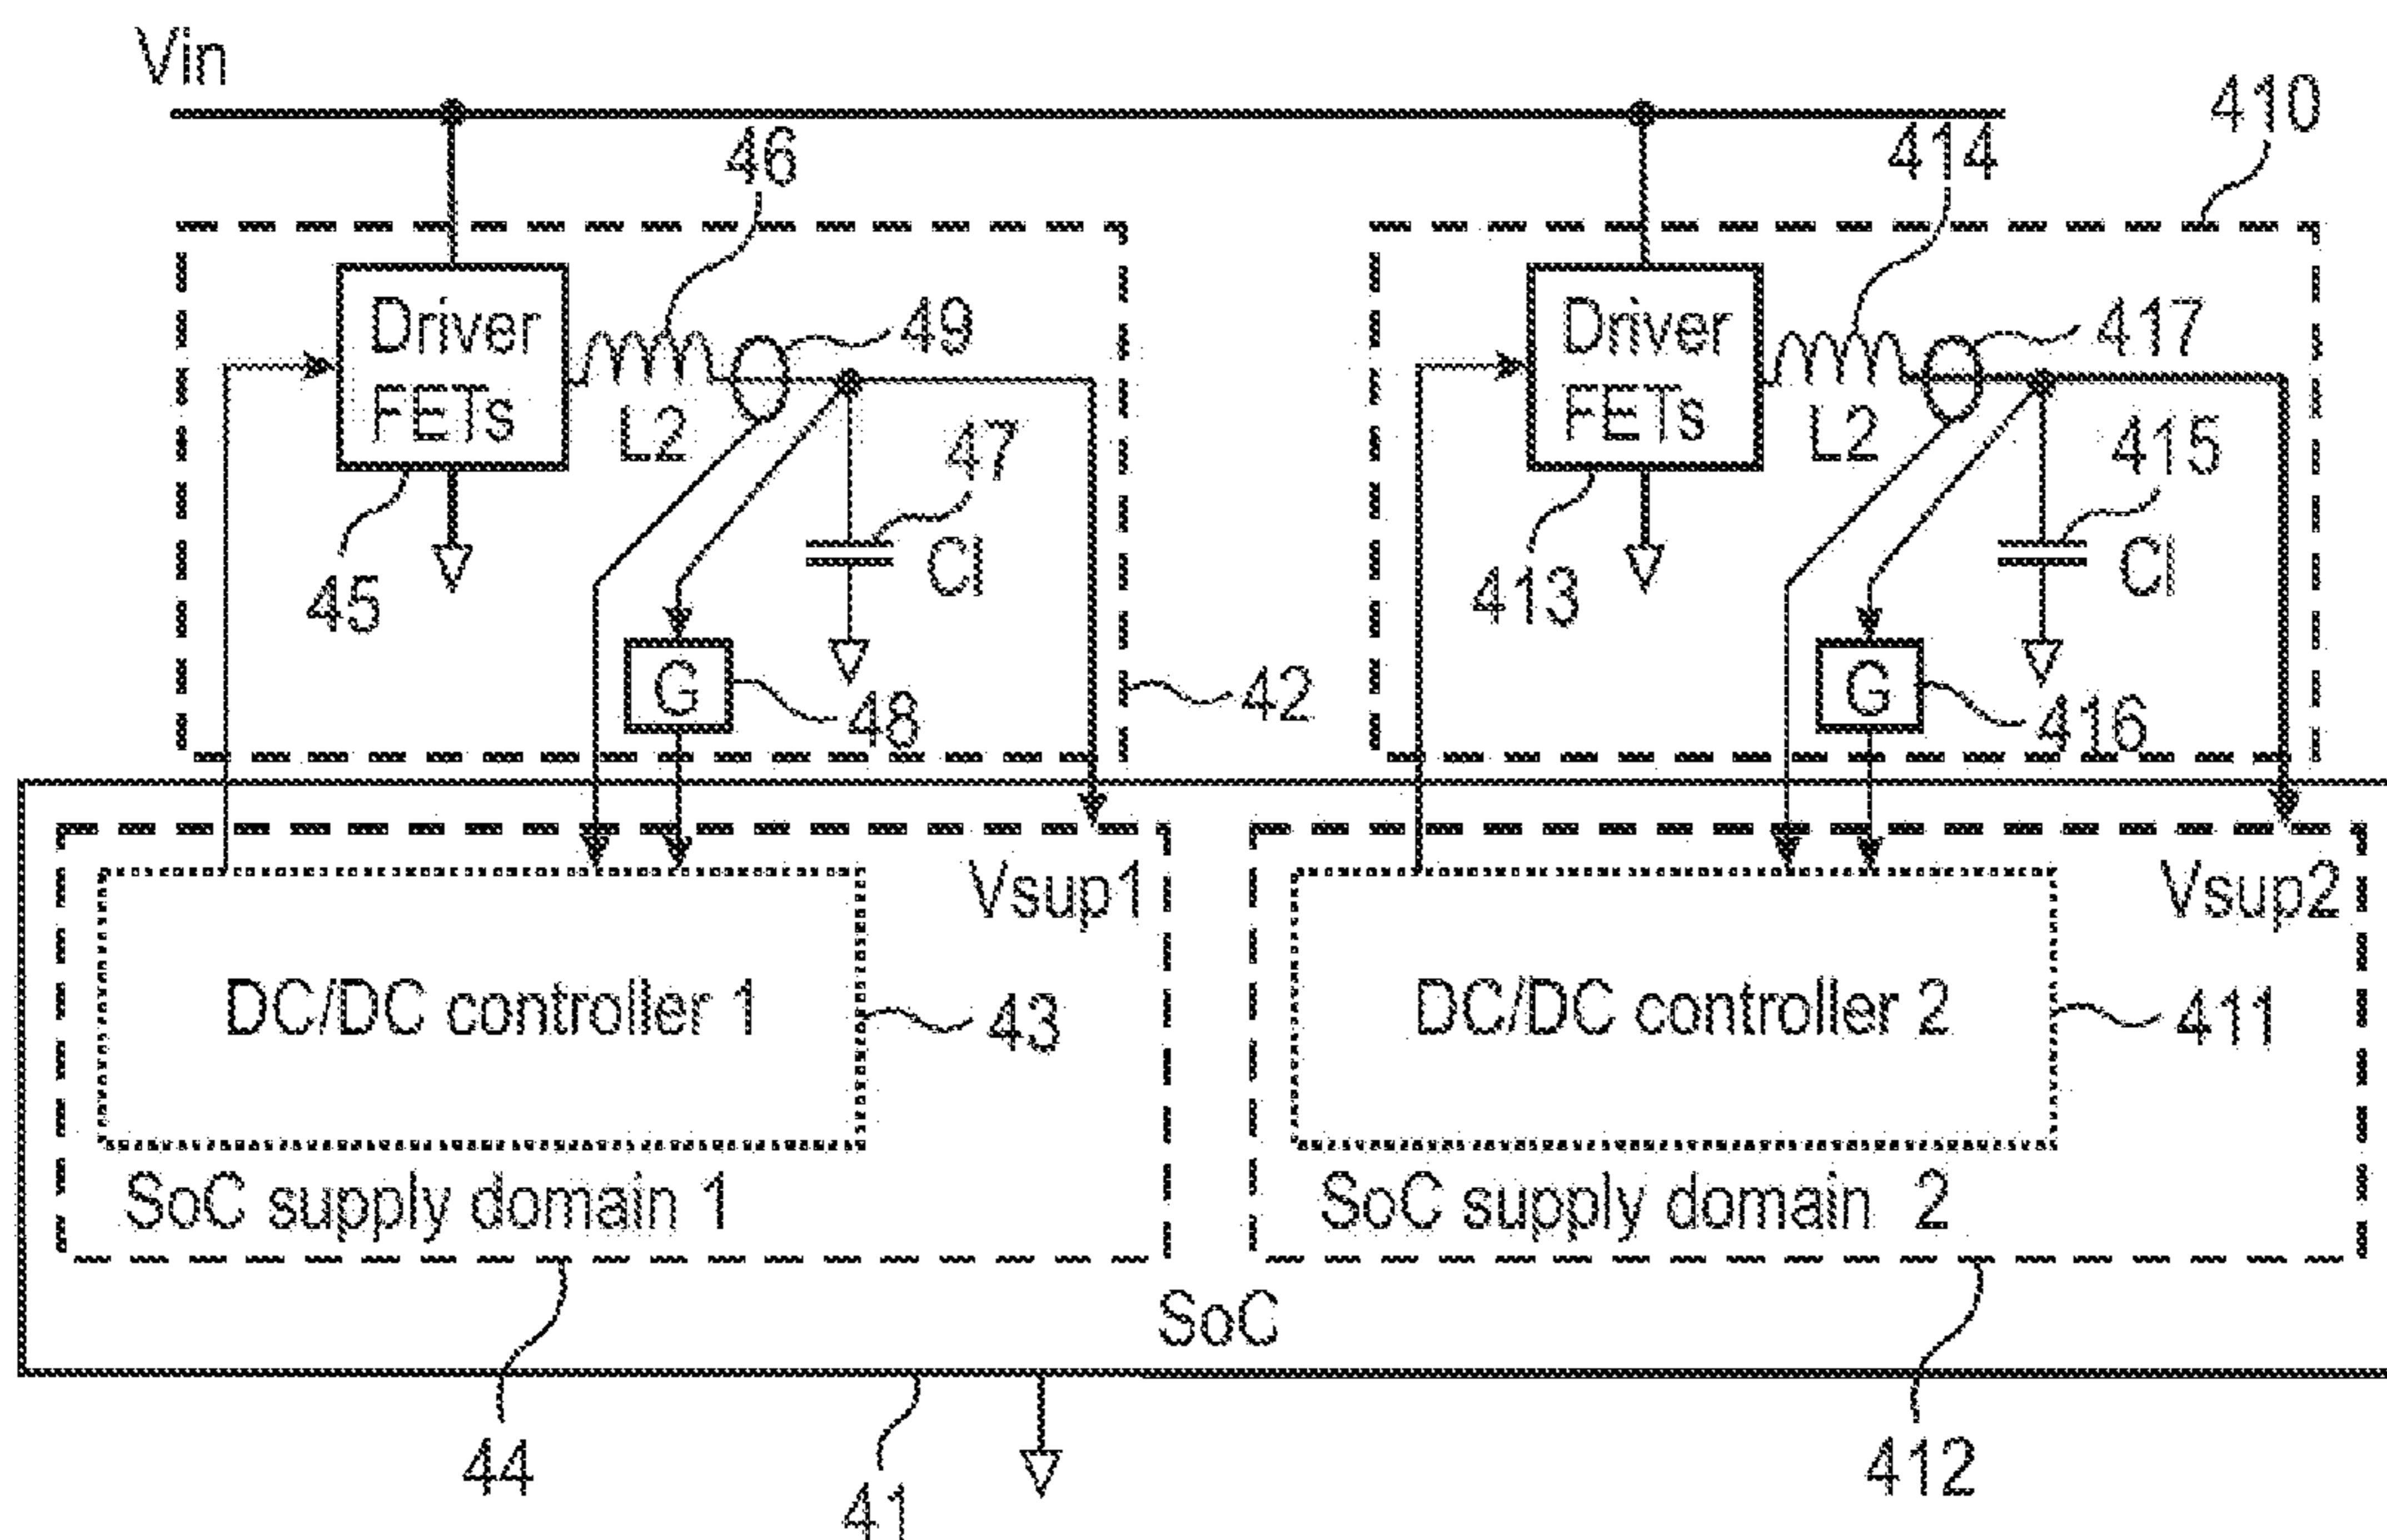 Vin
46
414
410
Driver
FETs
L2
49
47
Cl
45
G
48
42
Driver
FETs
L2
417
415
Cl
413
G
416
Vsup1
DC/DC controller 1
43
SoC supply domain 1
Vsup2
DC/DC controller 2
411
SoC supply domain 2
SoC
44
41
412